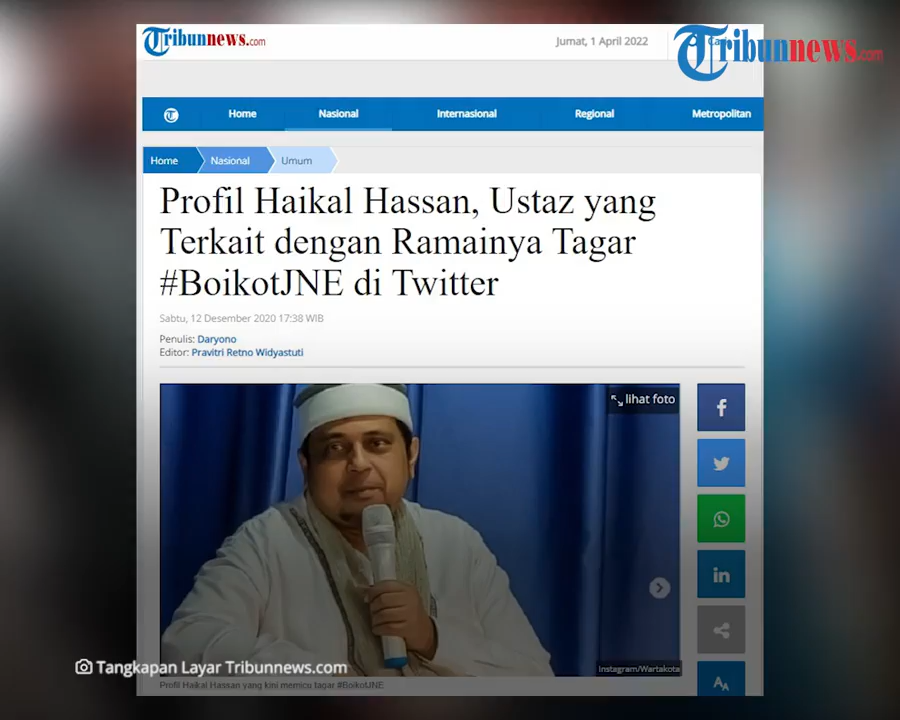 Tribunnews.com
Jumat, 1 April 2022
Tribunnews.com
Home Nasional Internasional Regional Metropolitan
Home Nasional Umum
Profil Haikal Hassan, Ustaz yang
Terkait dengan Ramainya Tagar
#BoikotJNE di Twitter
Sabtu, 12 Desember 2020 17:38 WIB
Penulis: Daryono
Editor: Pravitri Retno Widyastuti
lihat foto
Instagram/Wartakota
Tangkapan Layar Tribunnews.com
Profil Haikal Hassan yang kini memicu tagar #BoikotJNE
AA